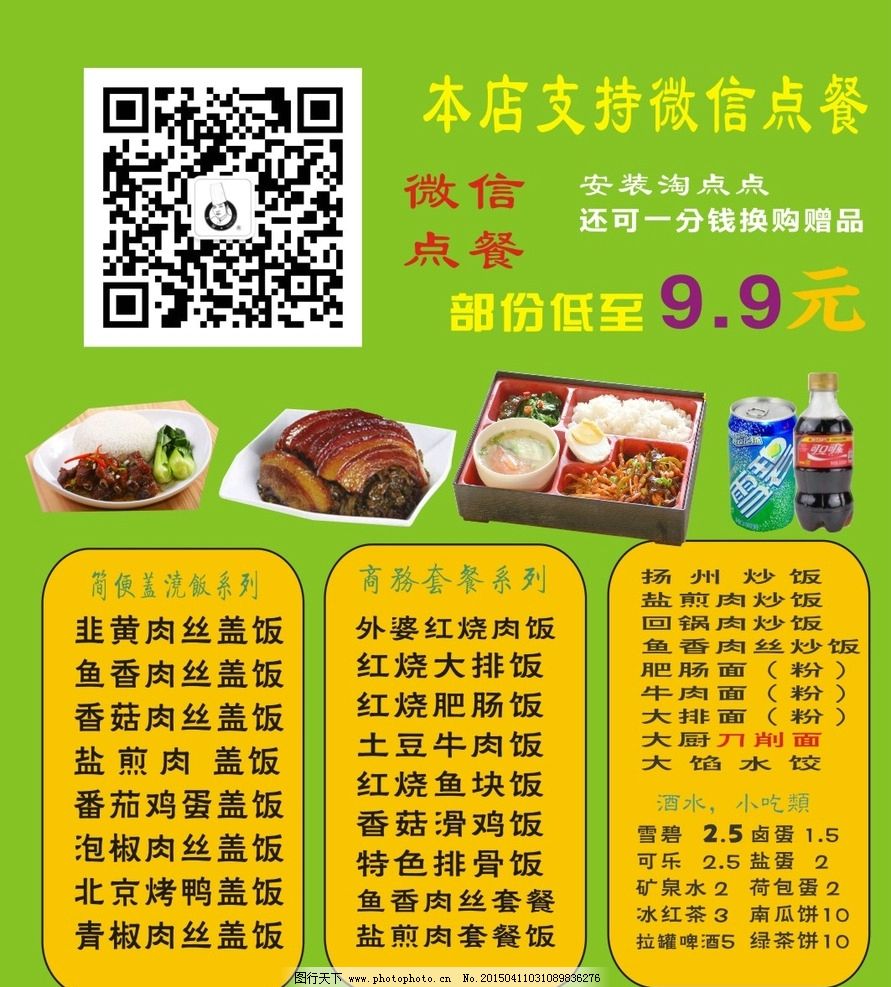 本店支持微信点餐
微信
点餐
安装淘点点
还可一分钱换购赠品
部份低至 9.9元
雪碧
可口可乐
简便蓋澆飯系列
韭黄肉丝盖饭
鱼香肉丝盖饭
香菇肉丝盖饭
盐煎肉 盖饭
番茄鸡蛋盖饭
泡椒肉丝盖饭
北京烤鸭盖饭
青椒肉丝盖饭
商務套餐系列
外婆红烧肉饭
红烧大排饭
红烧肥肠饭
土豆牛肉饭
红烧鱼块饭
香菇滑鸡饭
特色排骨饭
鱼香肉丝套餐
盐煎肉套餐饭
扬州炒饭
盐煎肉炒饭
回锅肉炒饭
鱼香肉丝炒饭
肥肠面（粉）
牛肉面（粉）
大排面（粉）
大厨刀削面
大馅水饺
酒水，小吃類
雪碧 2.5 卤蛋 1.5
可乐 2.5 盐蛋 2
矿泉水 2 荷包蛋 2
冰红茶 3 南瓜饼10
拉罐啤酒5 绿茶饼10
图行天下 www.photophoto.cn No.20150411031089836276